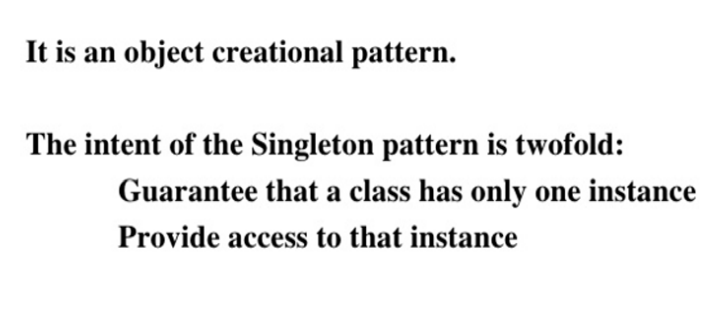 It is an object creational pattern.
The intent of the Singleton pattern is twofold:
Guarantee that a class has only one instance
Provide access to that instance